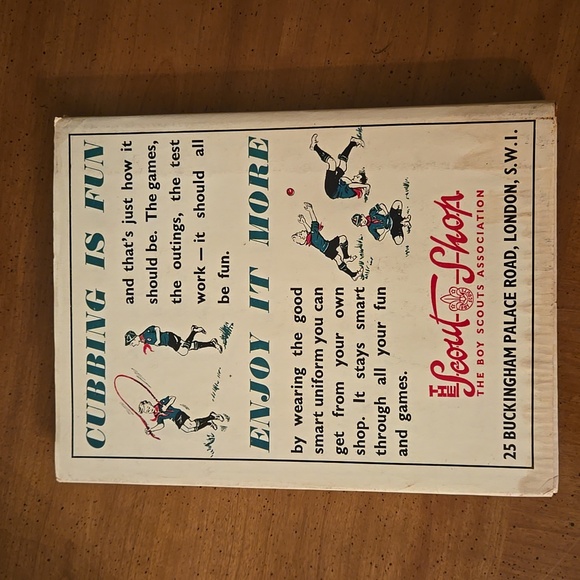 CUBBING IS FUN
and that's just how it
should be. The games,
the outings, the test
work — it should all
be fun.
ENJOY IT MORE
by wearing the good
smart uniform you can
get from your own
shop. It stays smart
through all your fun
and games.
THE Scout Shop
THE BOY SCOUTS ASSOCIATION
25 BUCKINGHAM PALACE ROAD, LONDON, S.W.1.